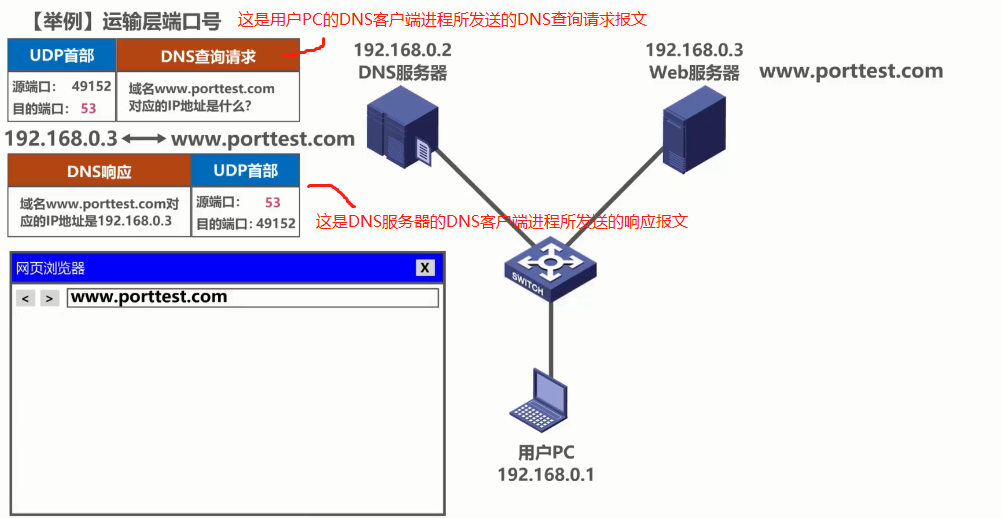 【举例】运输层端口号
这是用户PC的DNS客户端进程所发送的DNS查询请求报文
UDP首部
DNS查询请求
源端口： 49152
目的端口： 53
域名www.porttest.com
对应的IP地址是什么?
192.168.0.3
www.porttest.com
DNS响应
UDP首部
域名www.porttest.com对
应的IP地址是192.168.0.3
源端口： 53
目的端口: 49152
这是DNS服务器的DNS客户端进程所发送的响应报文
192.168.0.2
DNS服务器
192.168.0.3
Web服务器
www.porttest.com
SWITCH
网页浏览器
X
< >
www.porttest.com
用户PC
192.168.0.1